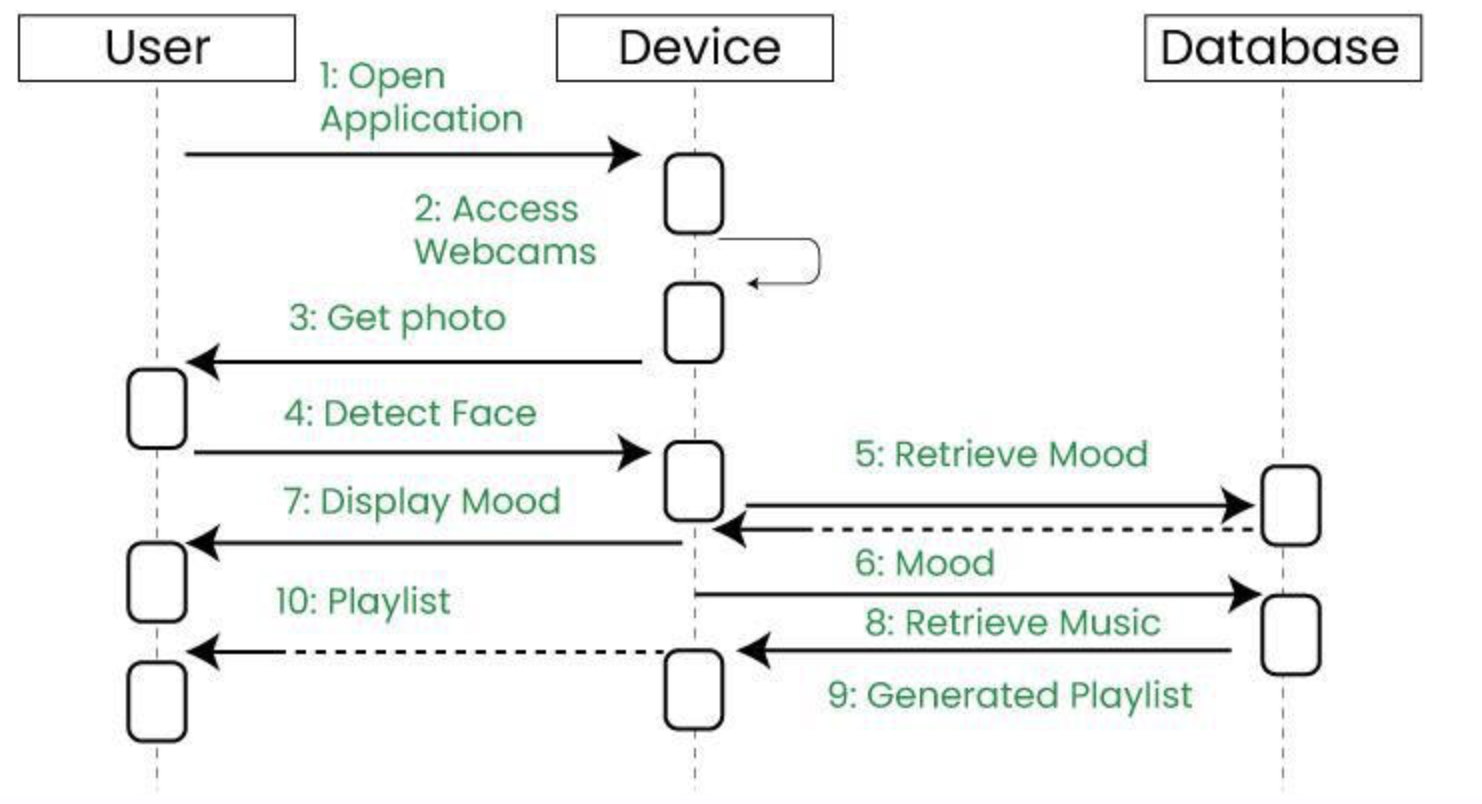 User
Device
Database
1: Open
Application
2: Access
Webcams
3: Get photo
4: Detect Face
5: Retrieve Mood
7: Display Mood
6: Mood
10: Playlist
8: Retrieve Music
9: Generated Playlist